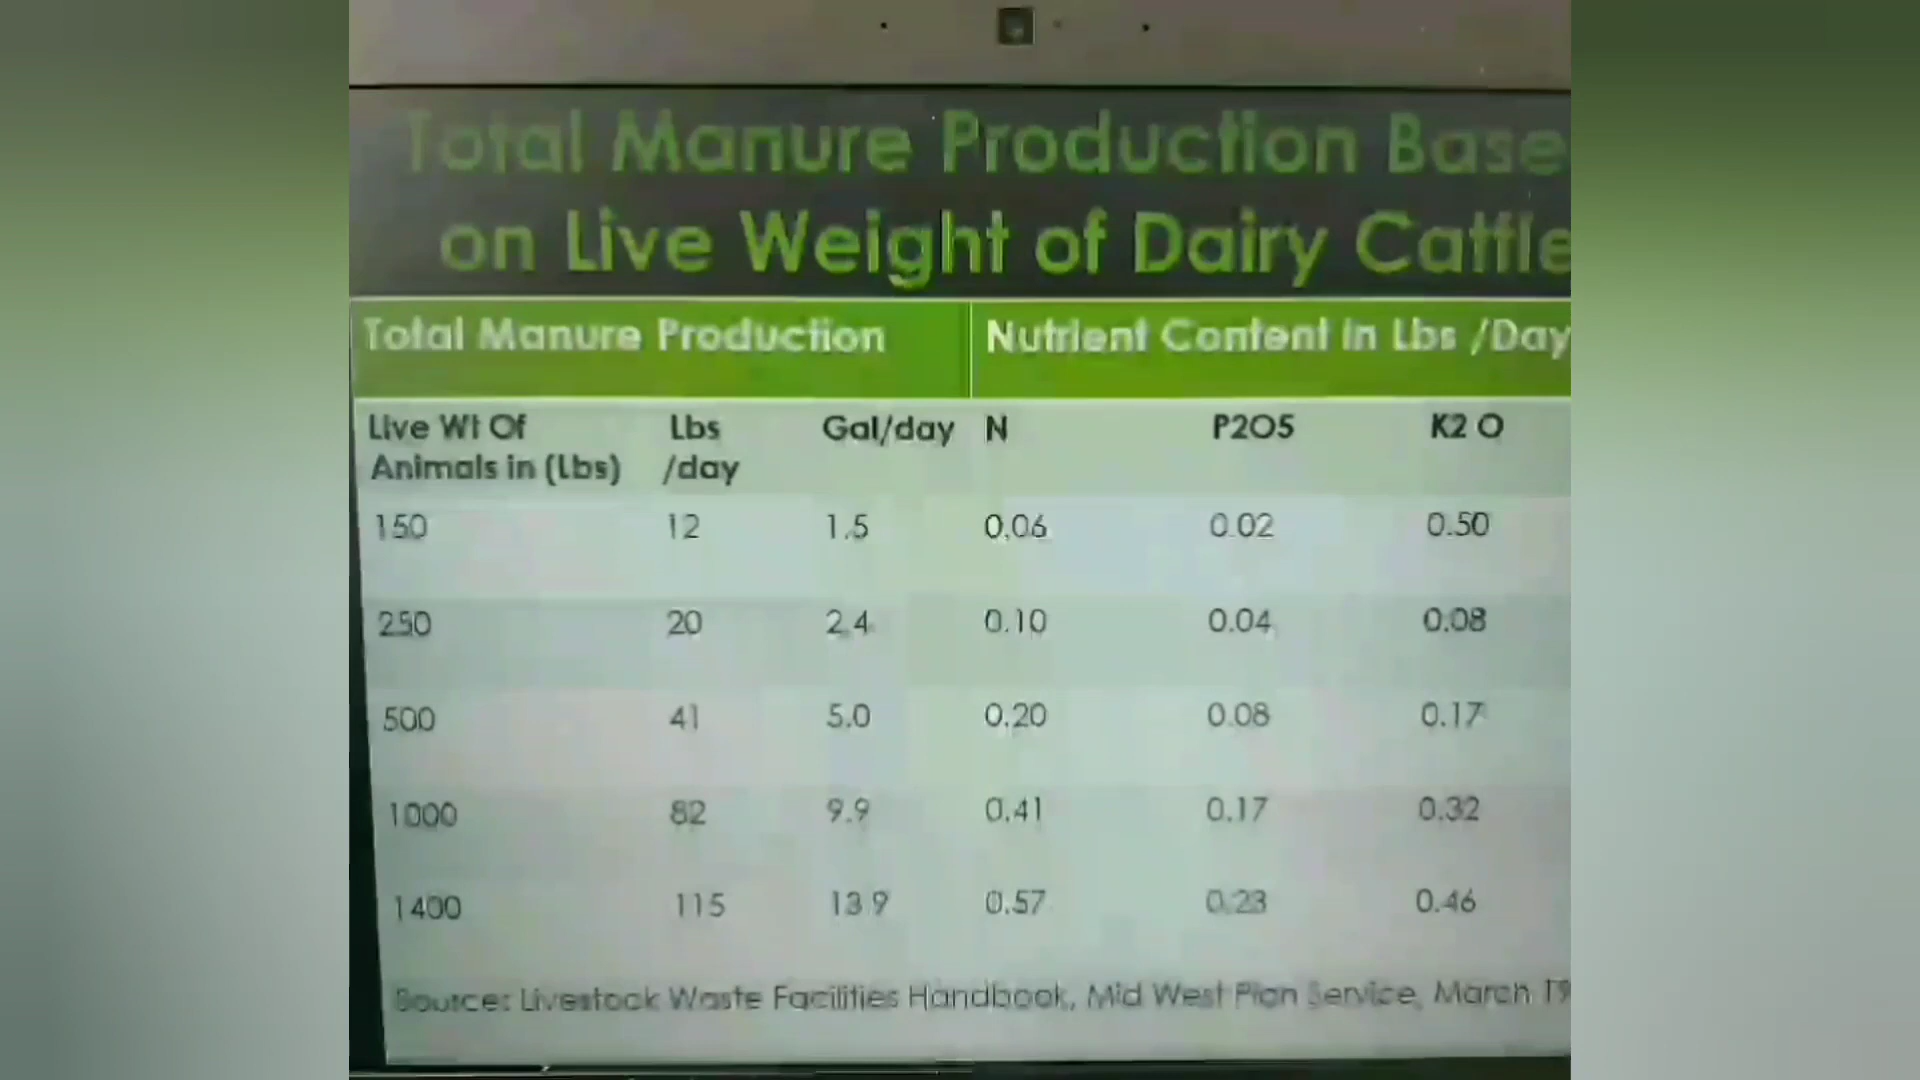 Total Manure Production Base
on Live Weight of Dairy Cattle
Total Manure Production Nutrient Content in Lbs /Day
Live Wt Of Animals in (Lbs) Lbs /day Gal/day N P2O5 K2 O
150 12 1.5 0.06 0.02 0.50
250 20 2.4 0.10 0.04 0.08
500 41 5.0 0.20 0.08 0.17
1000 82 9.9 0.41 0.17 0.32
1400 115 13.9 0.57 0.23 0.46
Source: Livestock Waste Facilities Handbook, Mid West Plan Service, March 19